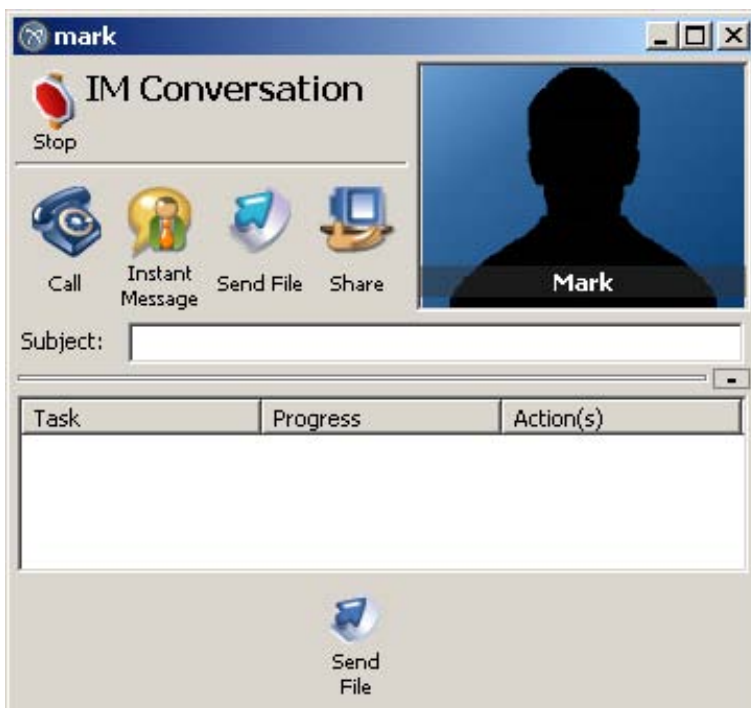 mark
IM Conversation
Stop
Call
Instant
Message
Send File
Share
Mark
Subject:
Task Progress Action(s)
Send
File